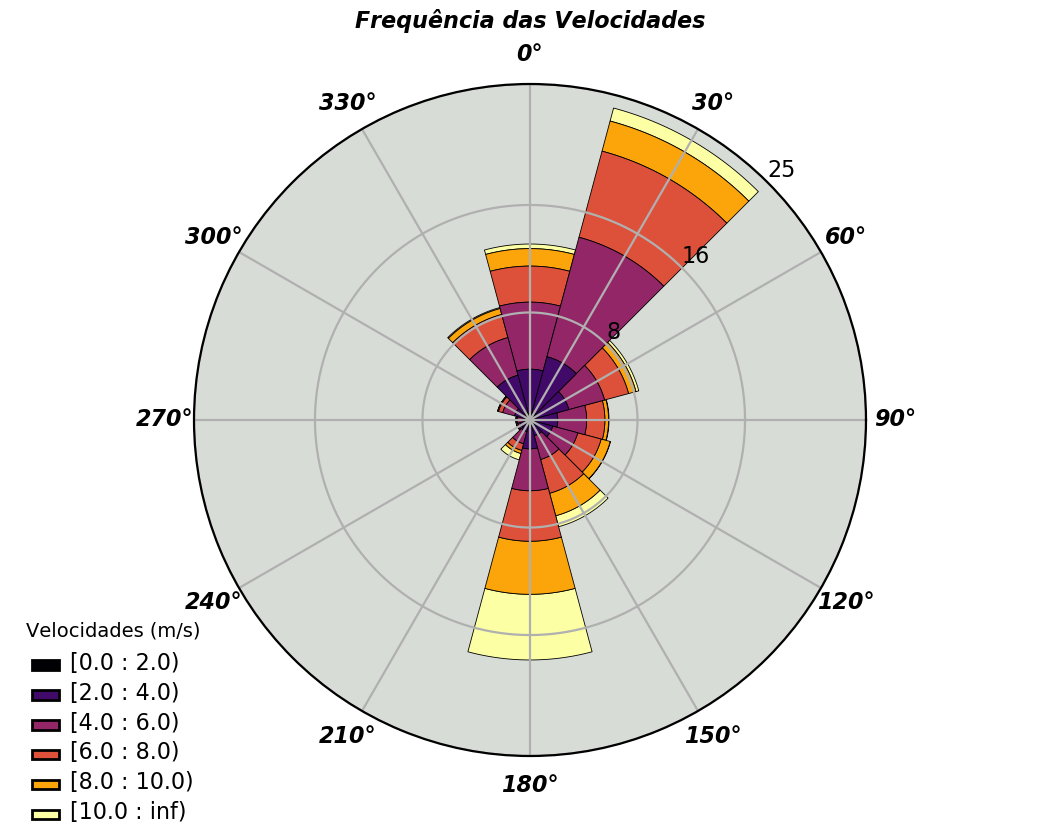 Frequência das Velocidades
0°
330°
30°
25
300°
60°
16
8
270°
90°
240°
120°
210°
150°
180°
Velocidades (m/s)
[0.0 : 2.0)
[2.0 : 4.0)
[4.0 : 6.0)
[6.0 : 8.0)
[8.0 : 10.0)
[10.0 : inf)